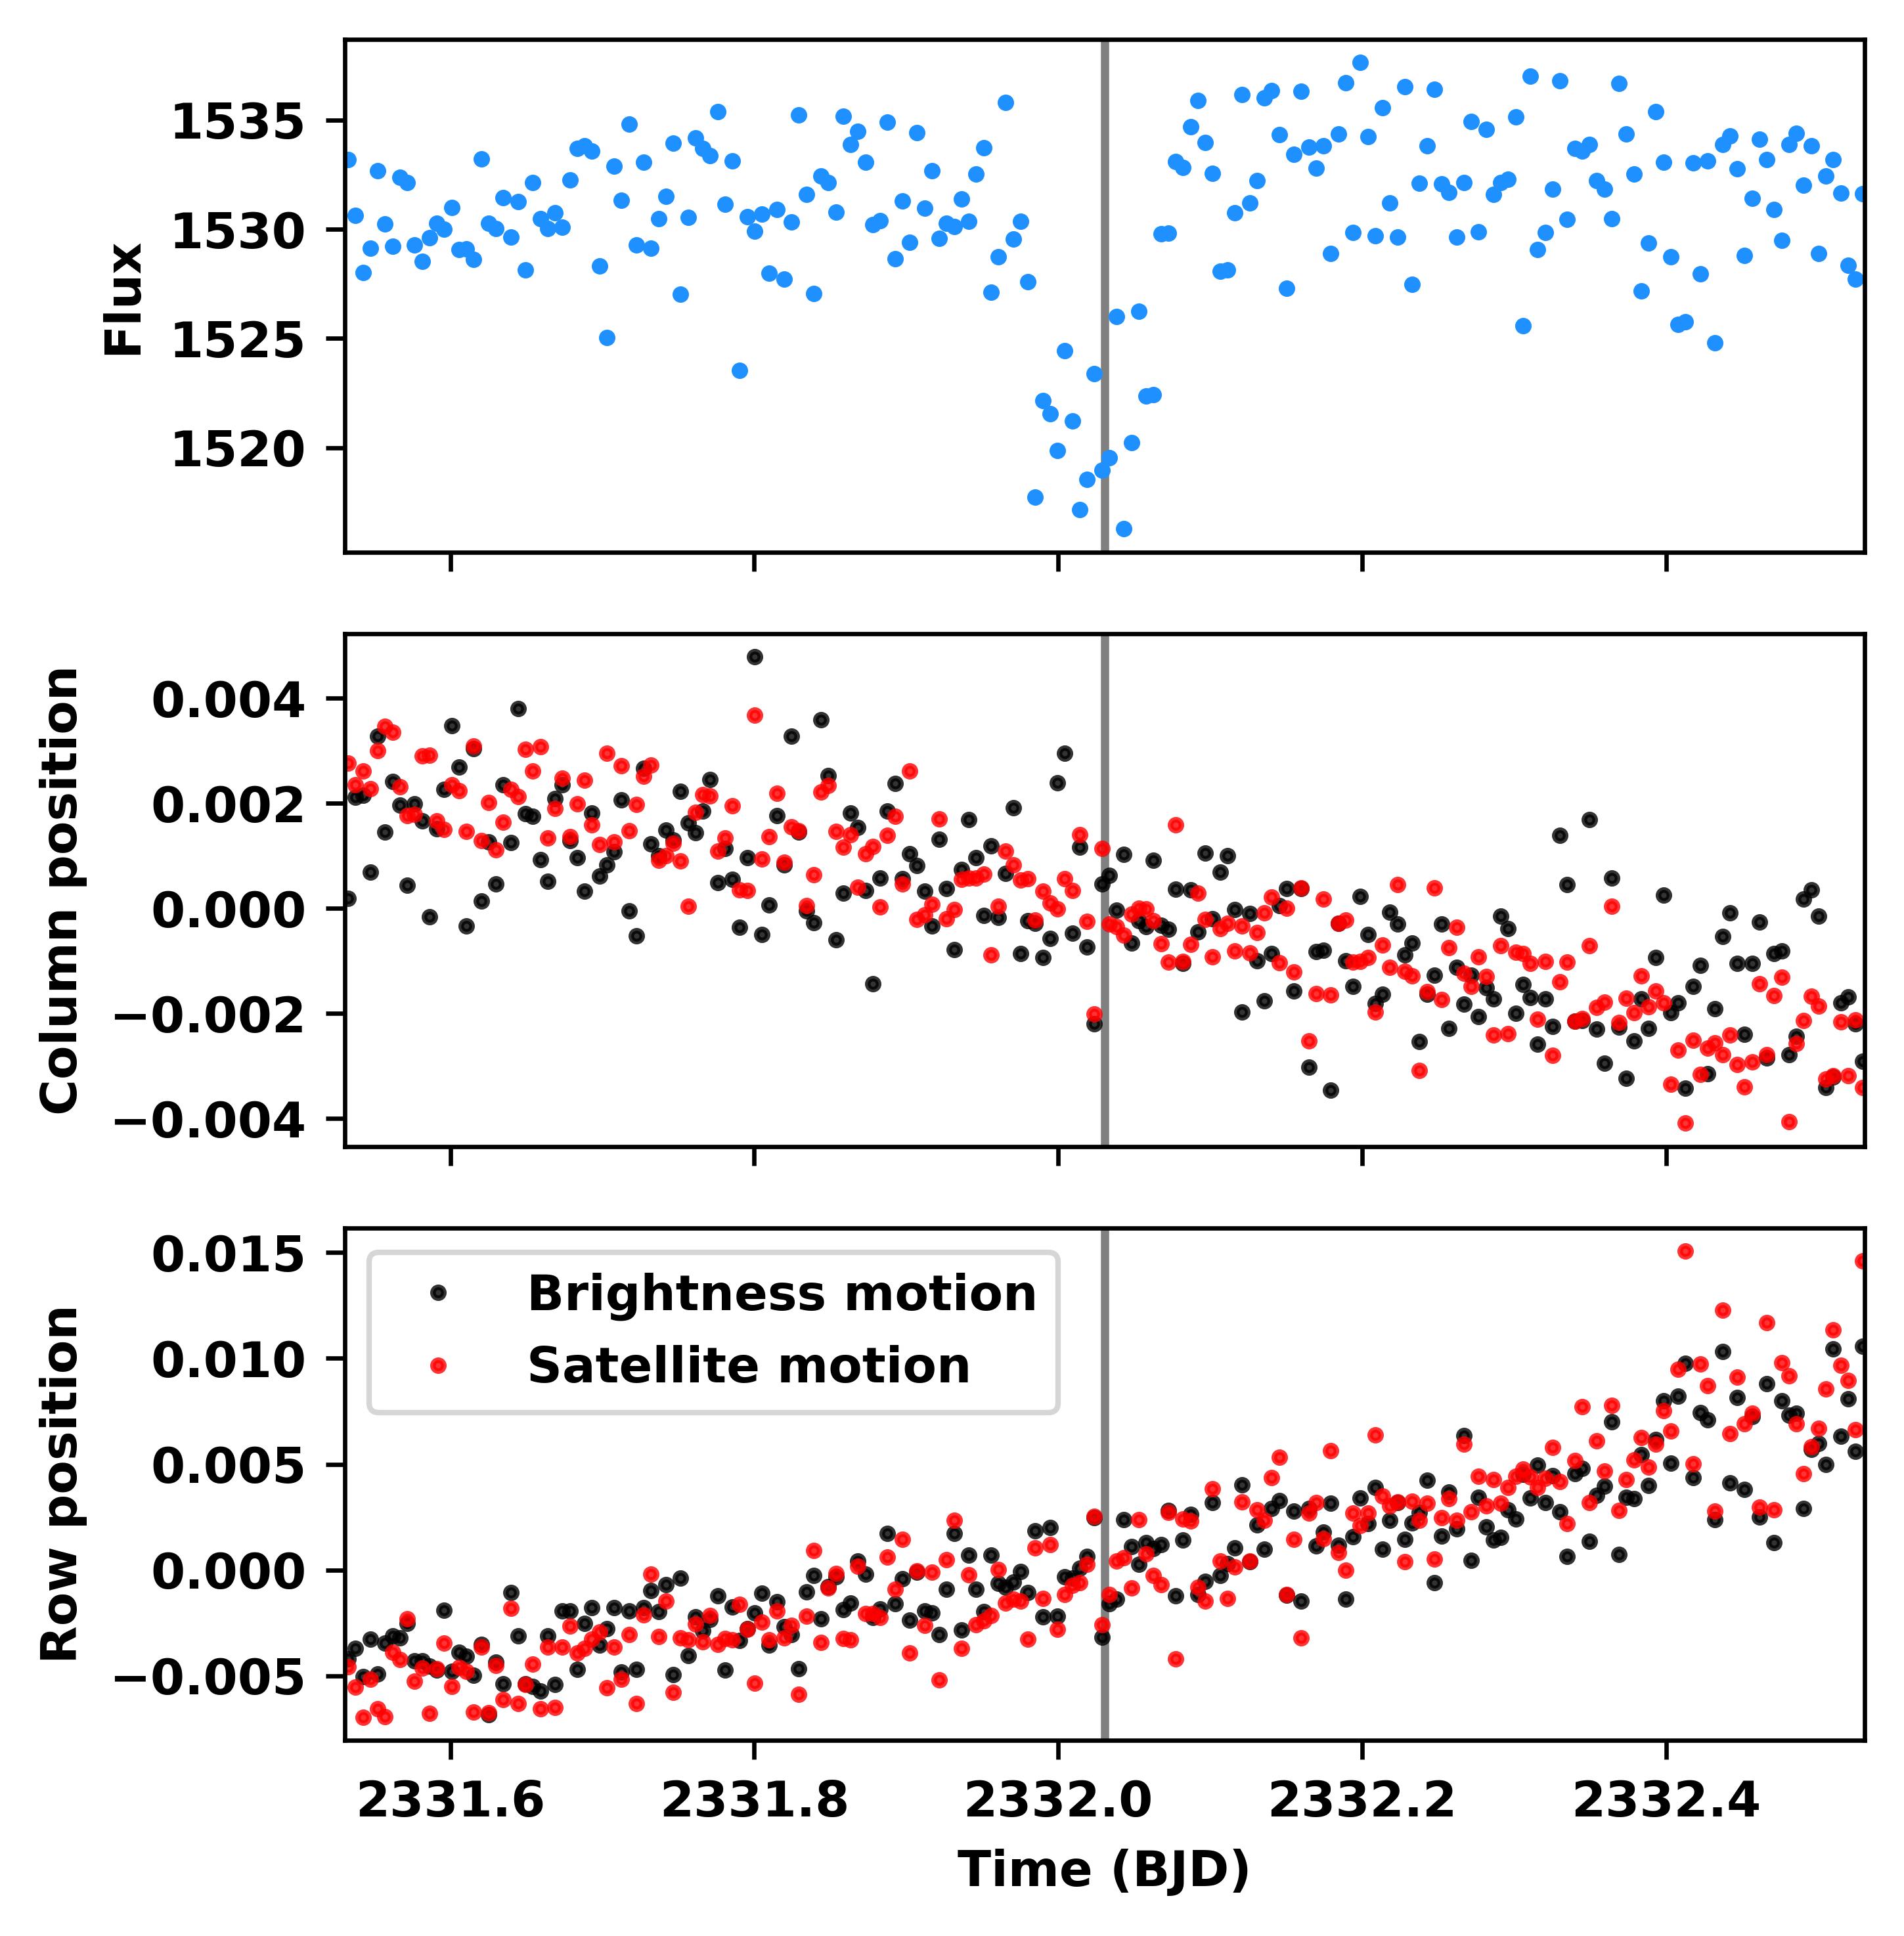 Flux
1535
1530
1525
1520
Column position
0.004
0.002
0.000
−0.002
−0.004
Row position
0.015
0.010
0.005
0.000
−0.005
Brightness motion
Satellite motion
2331.6 2331.8 2332.0 2332.2 2332.4
Time (BJD)